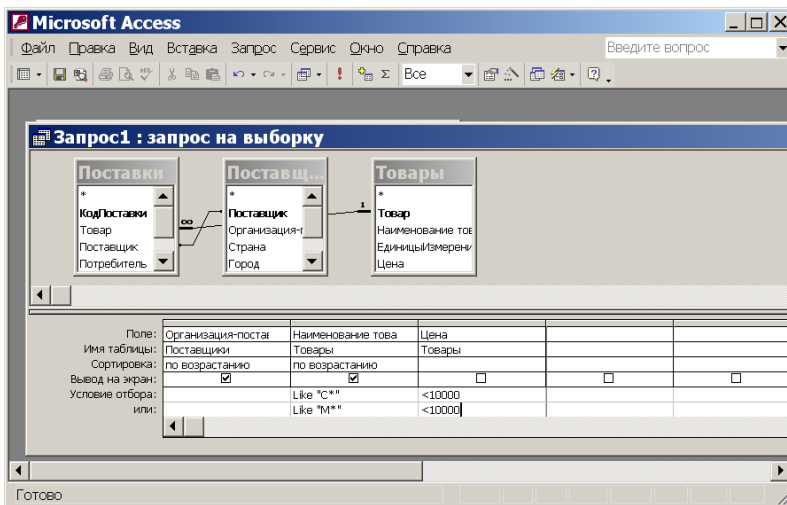 Microsoft Access
Файл Правка Вид Вставка Запрос Сервис Окно Справка Введите вопрос
Все
Запрос1 : запрос на выборку
Поставки Поставщ... Товары
* * *
КодПоставки Поставщик Товар
Товар Организация-г Наименование тов
Поставщик Страна ЕдиницыИзмерени
Потребитель Город Цена
∞ 1
Поле: Организация-постав Наименование това Цена
Имя таблицы: Поставщики Товары Товары
Сортировка: по возрастанию по возрастанию
Вывод на экран:
Условие отбора: Like "С*" <10000
или: Like "М*" <10000
Готово